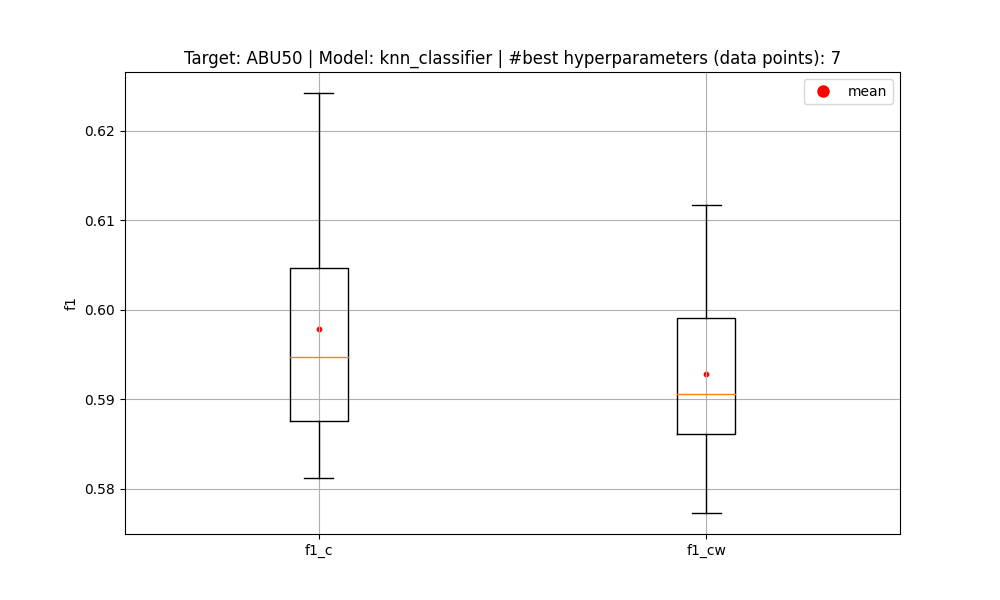 Target: ABU50 | Model: knn_classifier | #best hyperparameters (data points): 7
mean
0.62
0.61
0.60
0.59
0.58
f1
f1_c
f1_cw